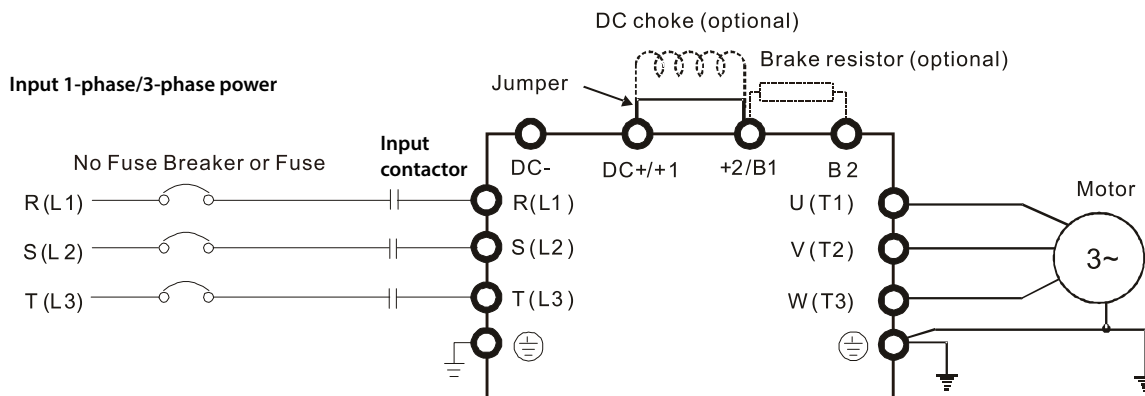 DC choke (optional)
Brake resistor (optional)
Input 1-phase/3-phase power
Jumper
No Fuse Breaker or Fuse
Input
contactor
DC-
DC+/+1
+2/B1
B2
Motor
R(L1)
R(L1)
U(T1)
S(L2)
S(L2)
V(T2)
3~
T(L3)
T(L3)
W(T3)